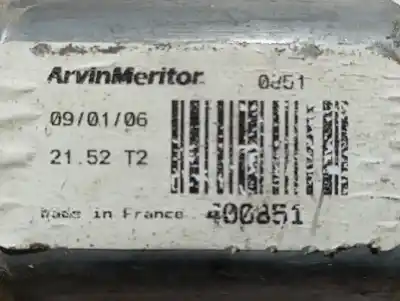 ArvinMeritor 0851
09/01/06
21.52 T2
Made in France 400851